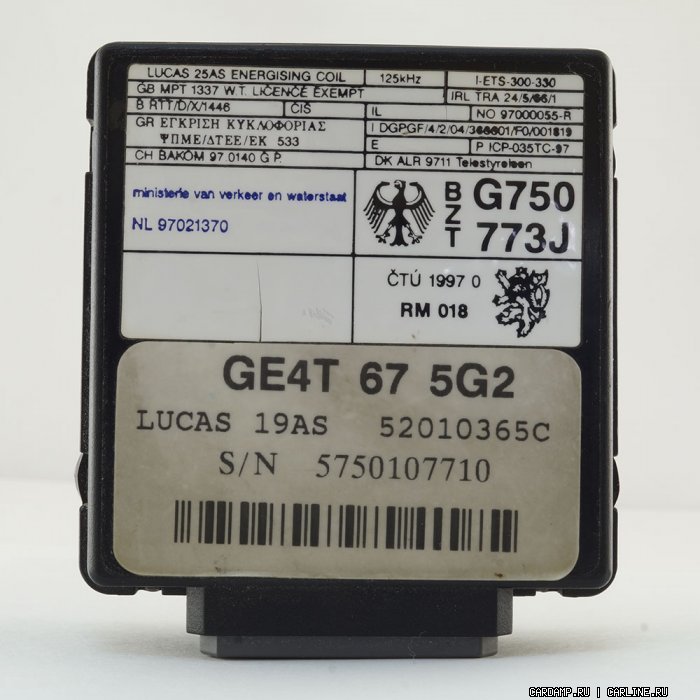 LUCAS 25AS ENERGISING COIL 125kHz I-ETS-300-330
GB MPT 1337 W.T. LICENCE EXEMPT IRL TRA 24/5/66/1
B RTT/D/X/1446 CIS IL NO 97000055-R
GR ΕΓΚΡΙΣΗ ΚΥΚΛΟΦΟΡΙΑΣ I DGPGF/4/2/04/366601/F0/001819
ΥΠΜΕ/ΔΤΕΕ/ΕΚ 533 E P ICP-035TC-97
CH BAKOM 97.0140 G P. DK ALR 9711 Telestyrelsen
ministerie van verkeer en waterstaat
NL 97021370
BZT G750
773J
ČTÚ 1997 0
RM 018
GE4T 67 5G2
LUCAS 19AS 52010365C
S/N 5750107710
CARDAMP.RU | CARLINE.RU